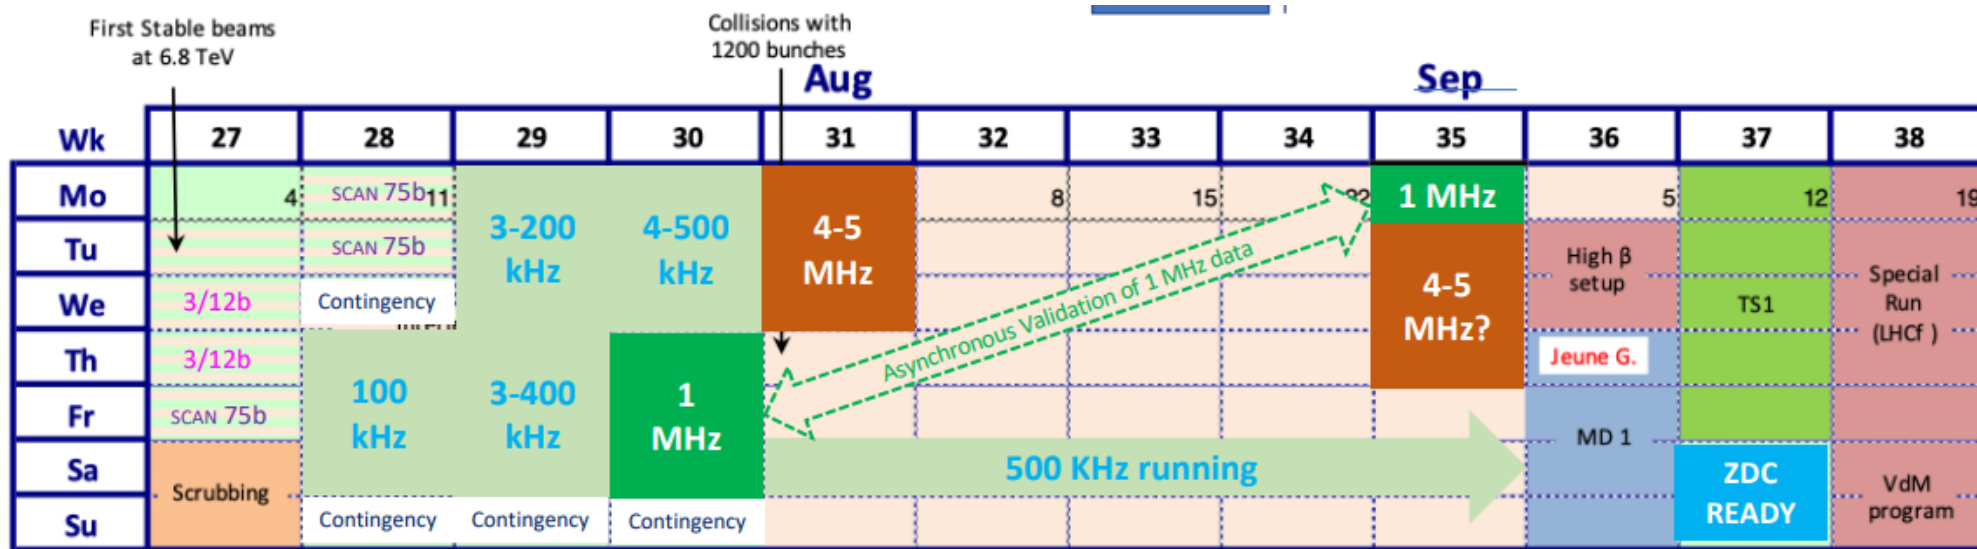 First Stable beams
at 6.8 TeV
Collisions with
1200 bunches
Aug
Sep
Wk 27 28 29 30 31 32 33 34 35 36 37 38
Mo 4 SCAN 75b 11 8 15 22 1 MHz 5 12 19
Tu SCAN 75b
3-200
kHz
4-500
kHz
4-5
MHz
High β
setup
We 3/12b Contingency
4-5
MHz?
TS1
Special
Run
(LHCf )
Asynchronous Validation of 1 MHz data
Th 3/12b Jeune G.
100
kHz
3-400
kHz
1
MHz
Fr SCAN 75b
MD 1
Sa
Scrubbing
500 KHz running
ZDC
READY
VdM
program
Su Contingency Contingency Contingency